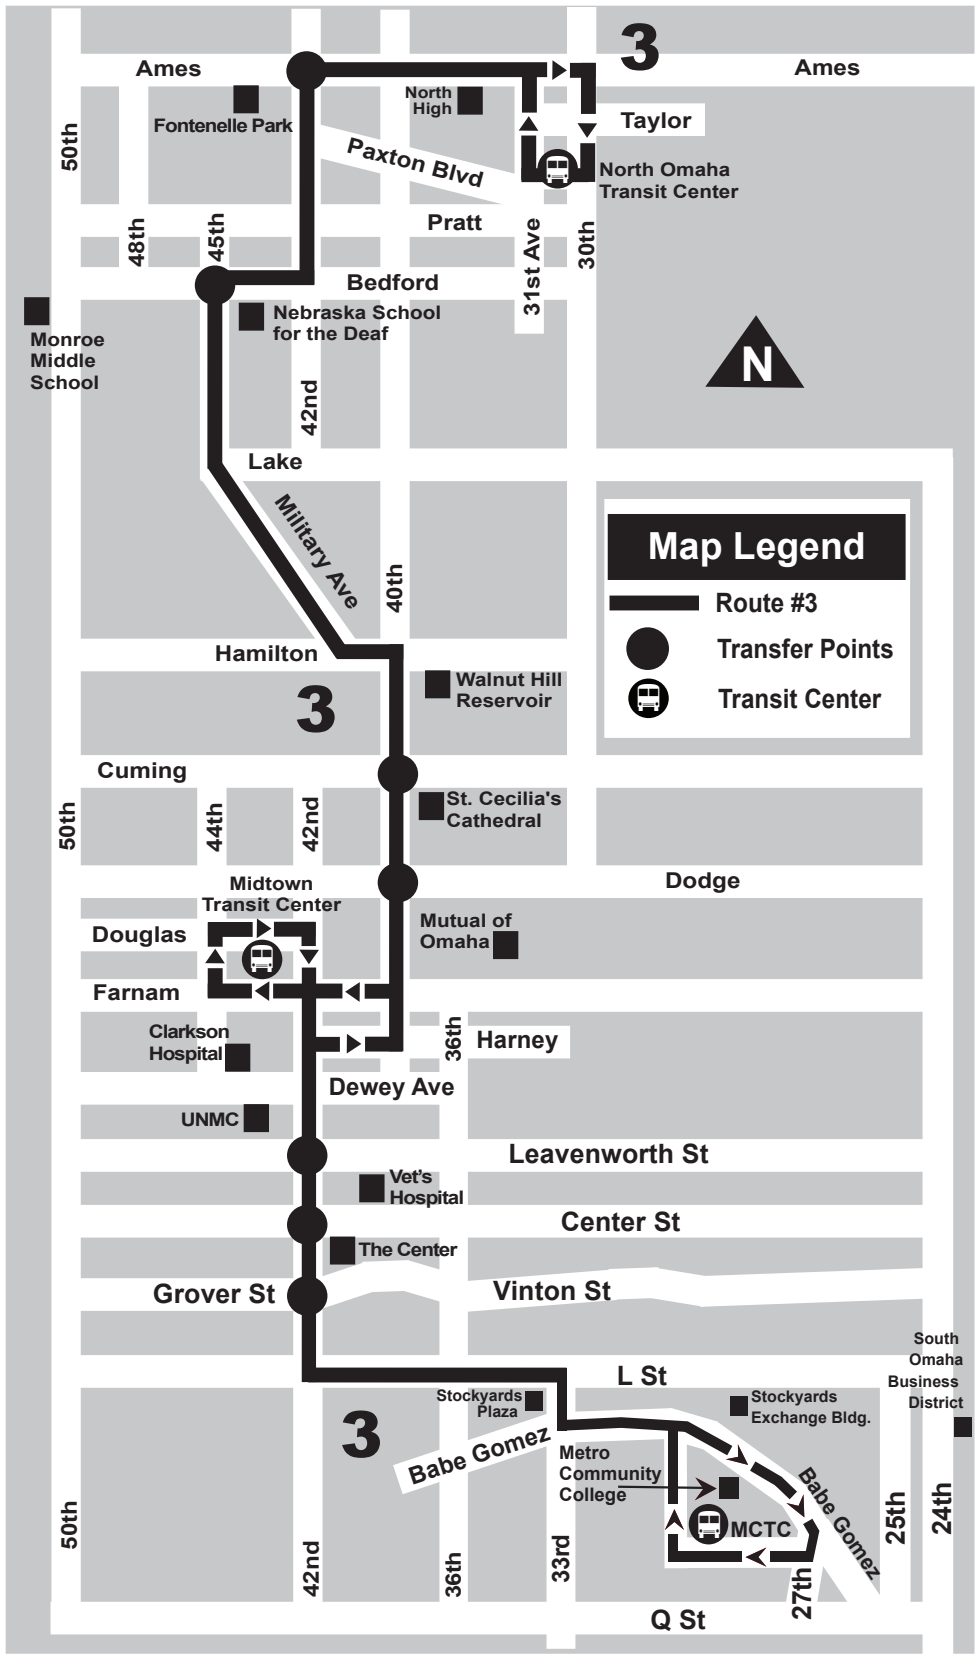 3
Ames
Ames
North
High
Fontenelle Park
50th
Taylor
Paxton Blvd
North Omaha
Transit Center
Pratt
48th
45th
31st Ave
30th
Bedford
Nebraska School
for the Deaf
Monroe
Middle
School
N
42nd
Lake
Military Ave
40th
Map Legend
Route #3
Transfer Points
Transit Center
Hamilton
Walnut Hill
Reservoir
3
Cuming
St. Cecilia's
Cathedral
50th
44th
42nd
Dodge
Midtown
Transit Center
Mutual of
Omaha
Douglas
Farnam
Clarkson
Hospital
36th
Harney
Dewey Ave
UNMC
Leavenworth St
Vet's
Hospital
Center St
The Center
Grover St
Vinton St
South
Omaha
Business
District
L St
Stockyards
Plaza
Stockyards
Exchange Bldg.
3
Babe Gomez
Metro
Community
College
Babe Gomez
MCTC
50th
42nd
36th
33rd
27th
25th
24th
Q St